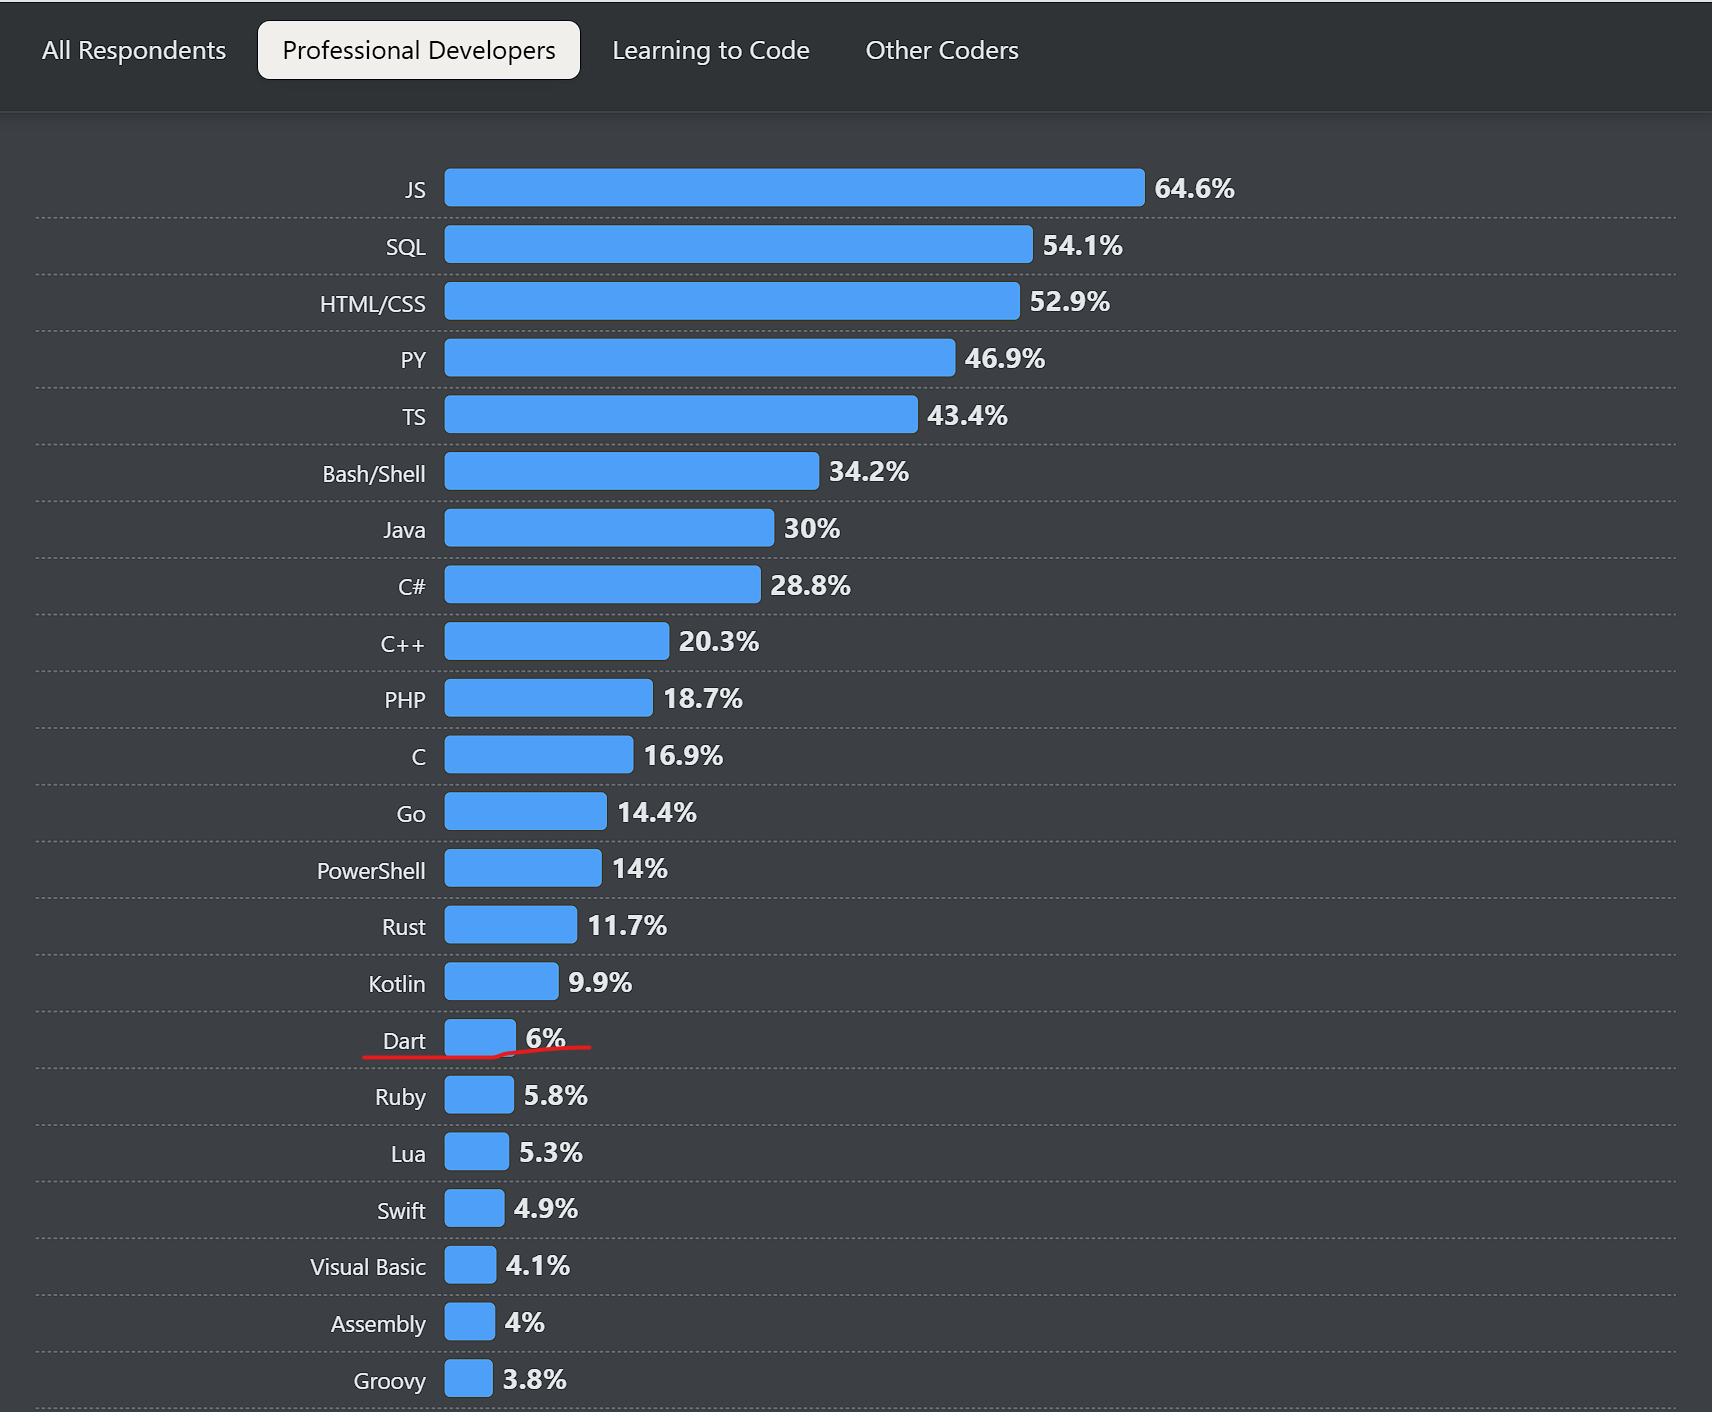 All Respondents Professional Developers Learning to Code Other Coders
JS 64.6%
SQL 54.1%
HTML/CSS 52.9%
PY 46.9%
TS 43.4%
Bash/Shell 34.2%
Java 30%
C# 28.8%
C++ 20.3%
PHP 18.7%
C 16.9%
Go 14.4%
PowerShell 14%
Rust 11.7%
Kotlin 9.9%
Dart 6%
Ruby 5.8%
Lua 5.3%
Swift 4.9%
Visual Basic 4.1%
Assembly 4%
Groovy 3.8%